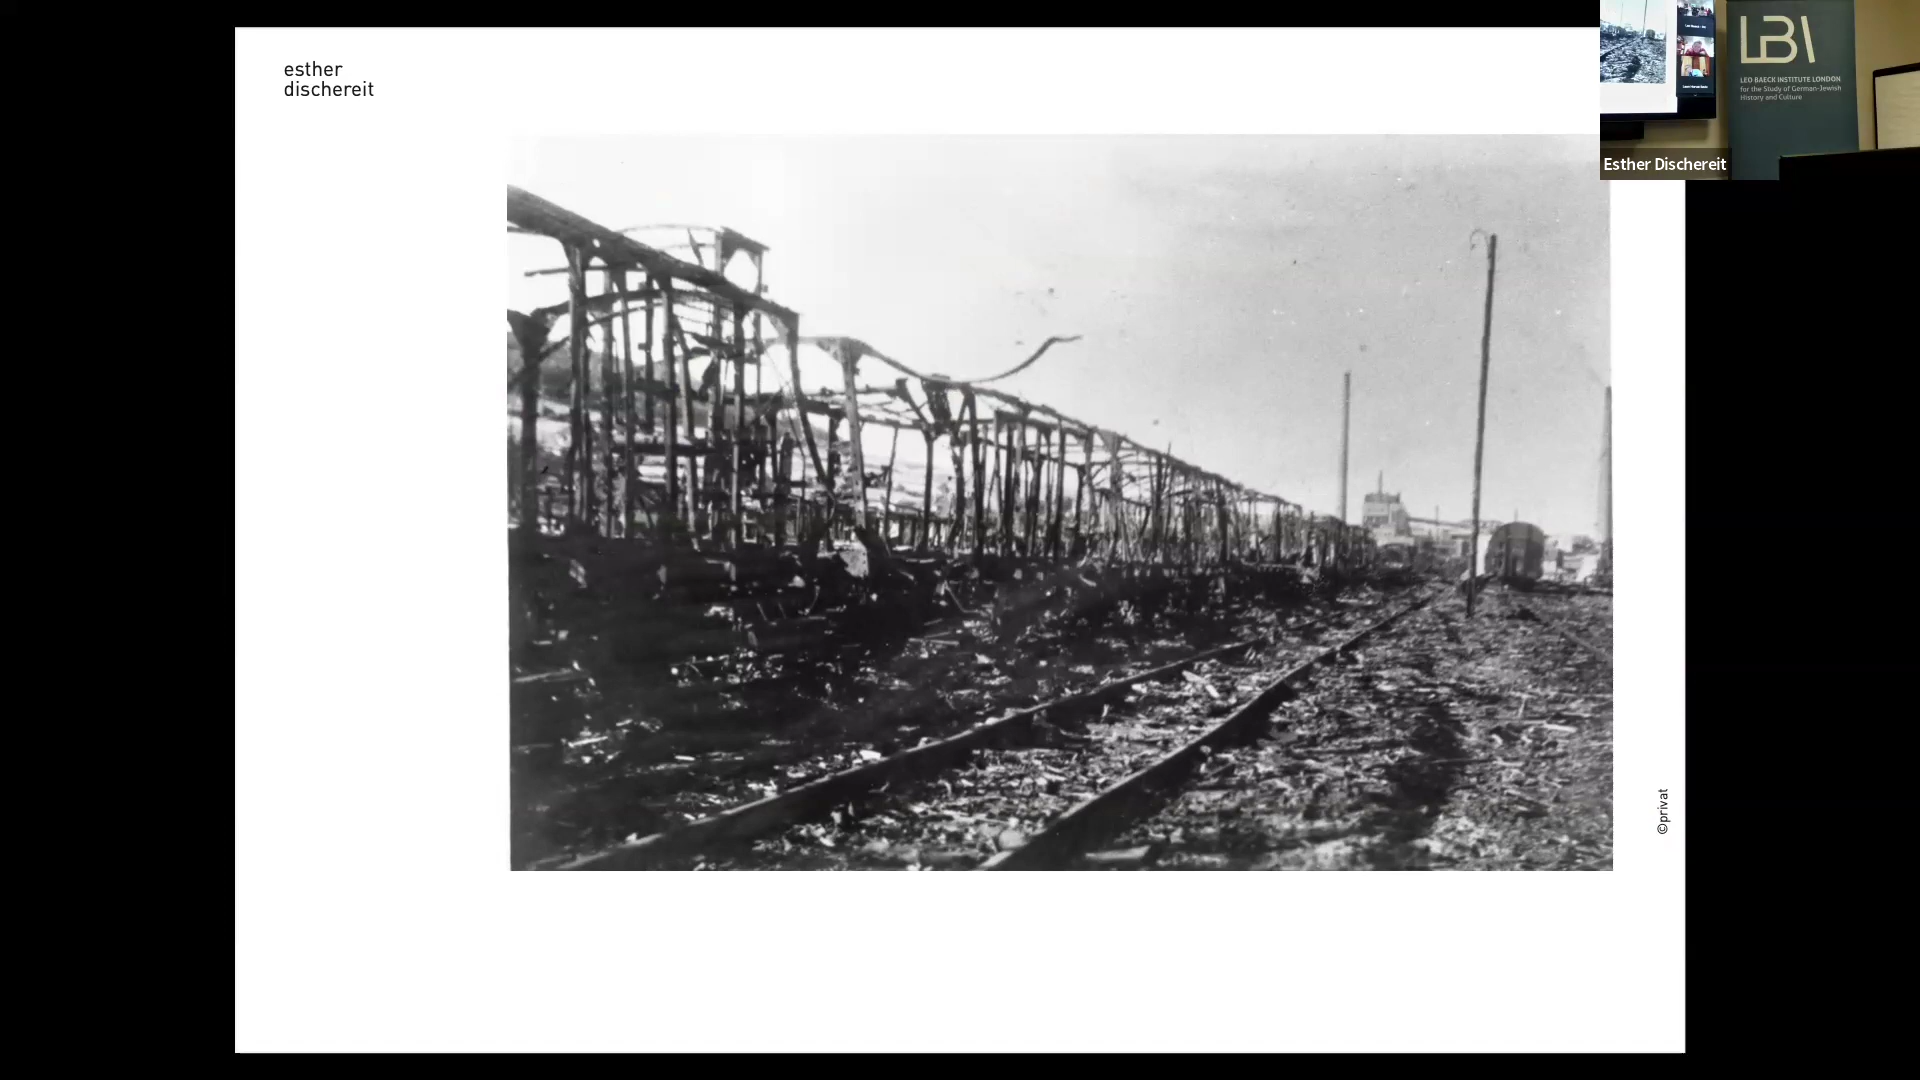 esther
dischereit
LBI
LEO BAECK INSTITUTE LONDON
for the Study of German-Jewish
History and Culture
Esther Dischereit
©privat